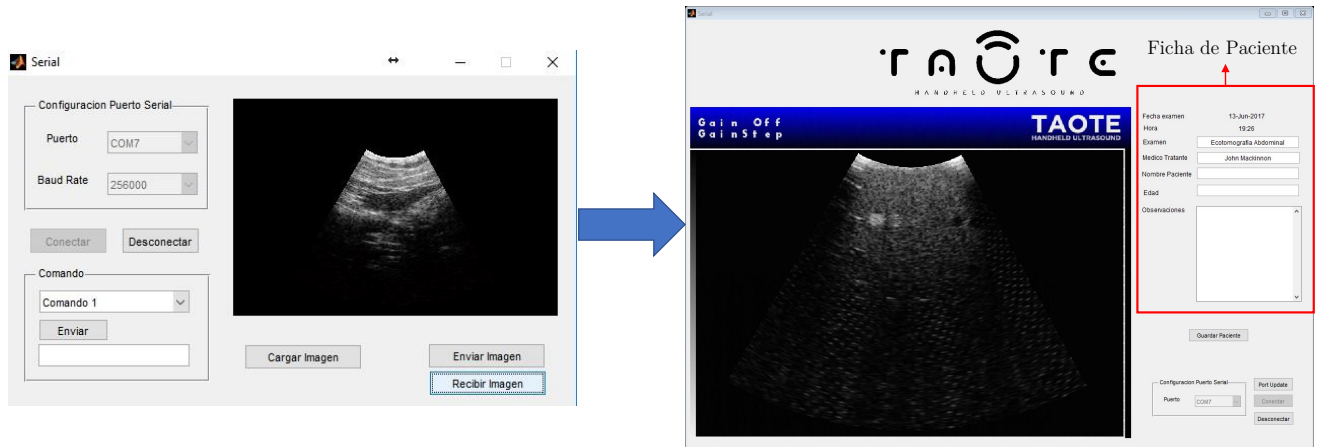 Serial
Configuracion Puerto Serial
Puerto
COM7
Baud Rate
256000
Conectar
Desconectar
Comando
Comando 1
Enviar
Cargar Imagen
Enviar Imagen
Recibir Imagen
Serial
TAOTE
HANDHELD ULTRASOUND
Ficha de Paciente
Gain Off
GainStep
TAOTE
HANDHELD ULTRASOUND
Fecha examen 13-Jun-2017
Hora 19:26
Examen Ecotomografia Abdominal
Medico Tratante John Mackinnon
Nombre Paciente
Edad
Observaciones
Guardar Paciente
Configuracion Puerto Serial
Puerto COM7
Port Update
Conectar
Desconectar